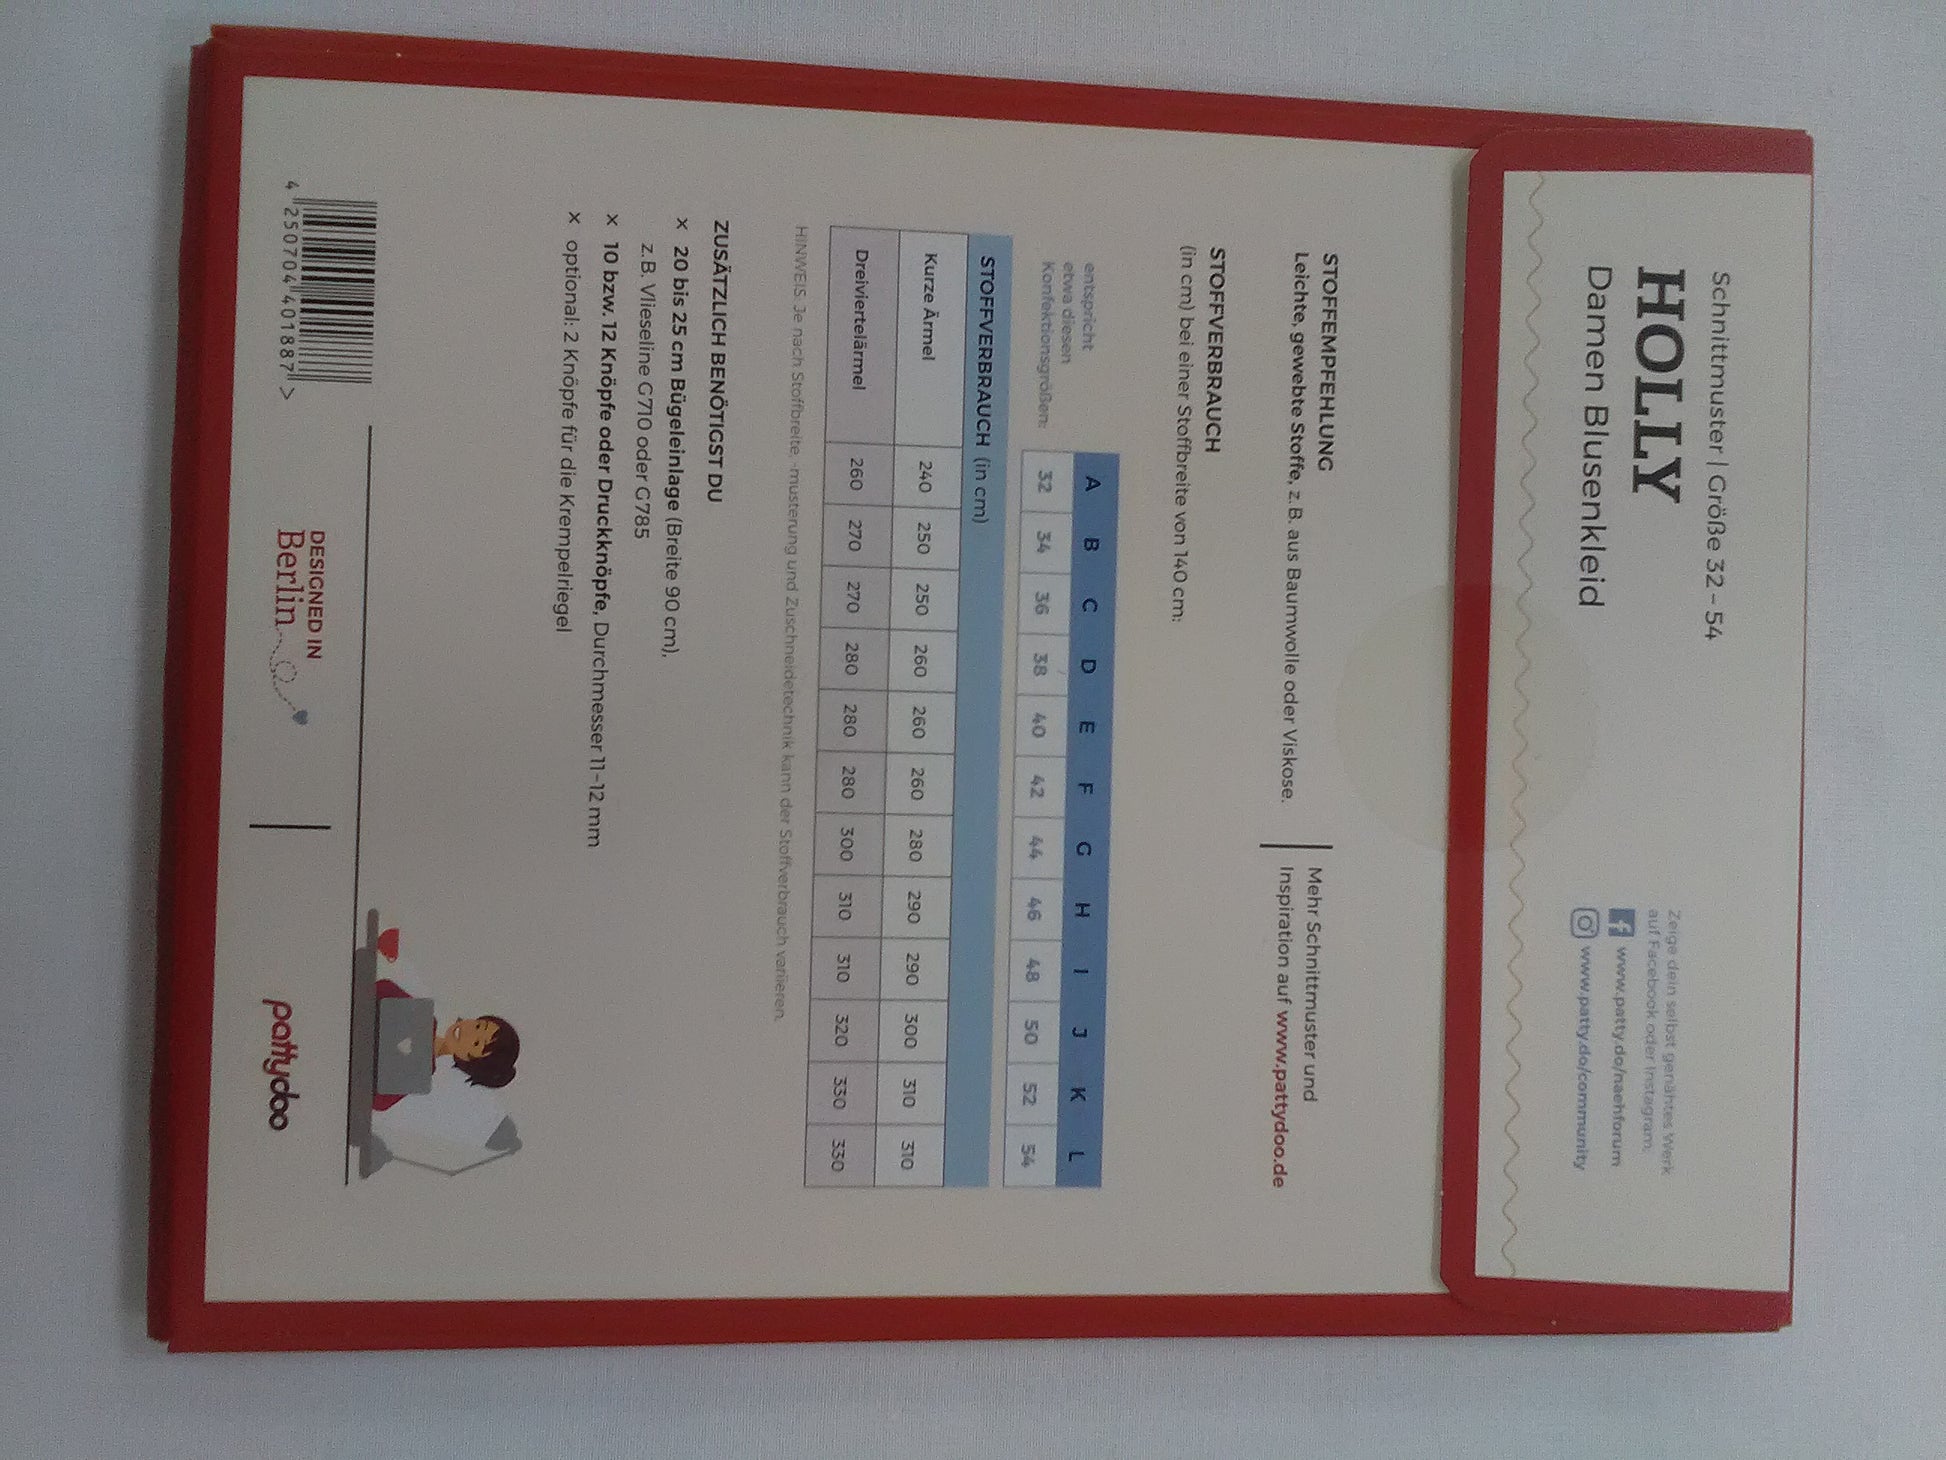 Schnittmuster | Größe 32 – 54
HOLLY
Damen Blusenkleid
Zeige dein selbst genähtes Werk
auf Facebook oder Instagram:
www.patty.do/naehforum
www.patty.do/community
STOFFEMPFEHLUNG
Leichte, gewebte Stoffe, z.B. aus Baumwolle oder Viskose.
Mehr Schnittmuster und
Inspiration auf www.pattydoo.de
STOFFVERBRAUCH
(in cm) bei einer Stoffbreite von 140 cm:
A B C D E F G H I J K L
entspricht
etwa diesen
Konfektionsgrößen:
32 34 36 38 40 42 44 46 48 50 52 54
STOFFVERBRAUCH (in cm)
Kurze Ärmel 240 250 250 260 260 260 280 290 290 300 310 310
Dreiviertelärmel 260 270 270 280 280 280 300 310 310 320 330 330
HINWEIS: Je nach Stoffbreite, -musterung und Zuschneidetechnik kann der Stoffverbrauch variieren.
ZUSÄTZLICH BENÖTIGST DU
× 20 bis 25 cm Bügeleinlage (Breite 90 cm),
z.B. Vlieseline G710 oder G785
× 10 bzw. 12 Knöpfe oder Druckknöpfe, Durchmesser 11–12 mm
× optional: 2 Knöpfe für die Krempelriegel
4 250704 401887 >
DESIGNED IN
Berlin
pattydoo